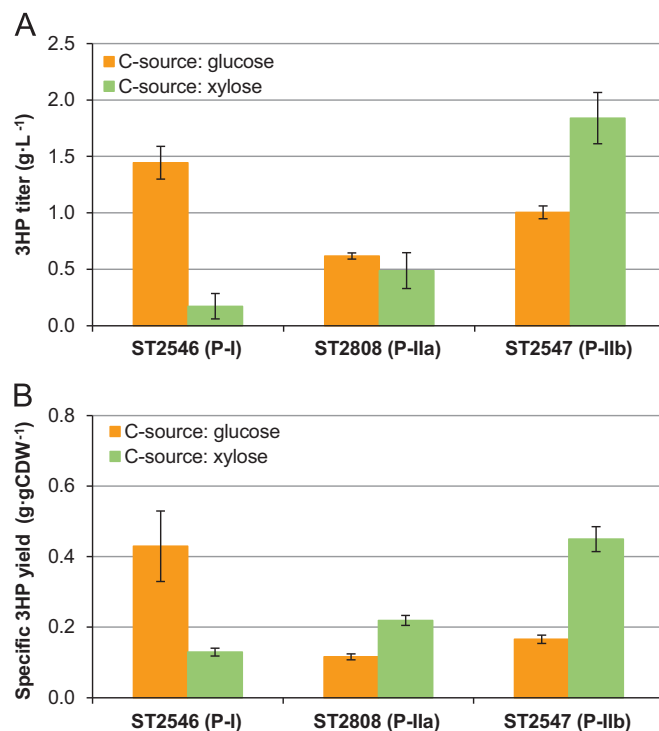 A
2.5
2.0
1.5
1.0
0.5
0.0
3HP titer (g·L⁻¹)
C-source: glucose
C-source: xylose
ST2546 (P-I) ST2808 (P-IIa) ST2547 (P-IIb)
B
0.8
0.6
0.4
0.2
0.0
Specific 3HP yield (g·gCDW⁻¹)
C-source: glucose
C-source: xylose
ST2546 (P-I) ST2808 (P-IIa) ST2547 (P-IIb)